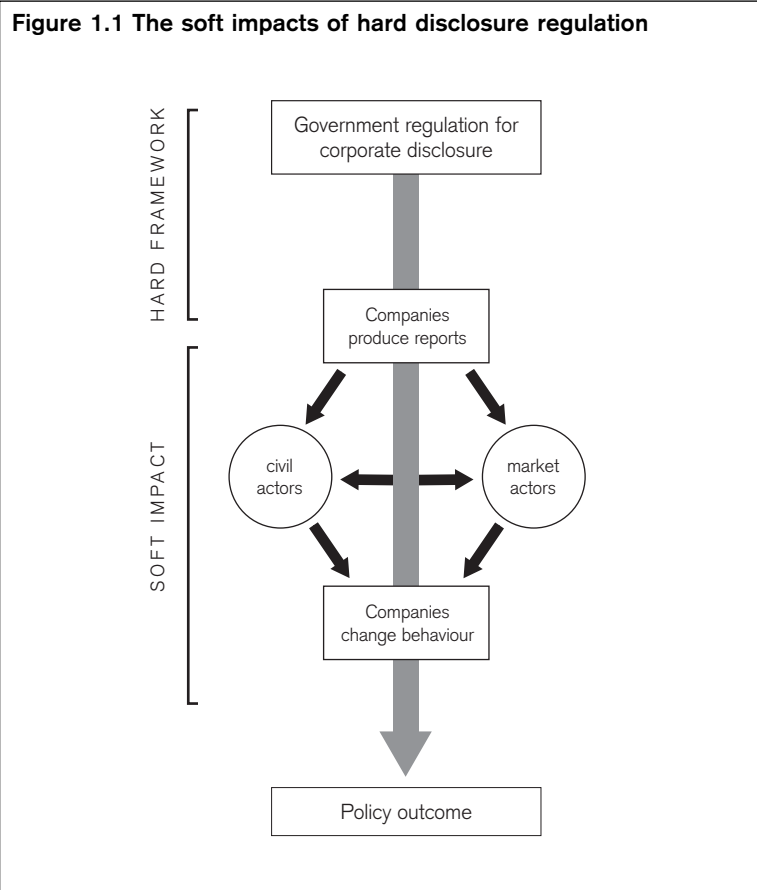 Figure 1.1 The soft impacts of hard disclosure regulation
HARD FRAMEWORK
Government regulation for
corporate disclosure
Companies
produce reports
SOFT IMPACT
civil
actors
market
actors
Companies
change behaviour
Policy outcome